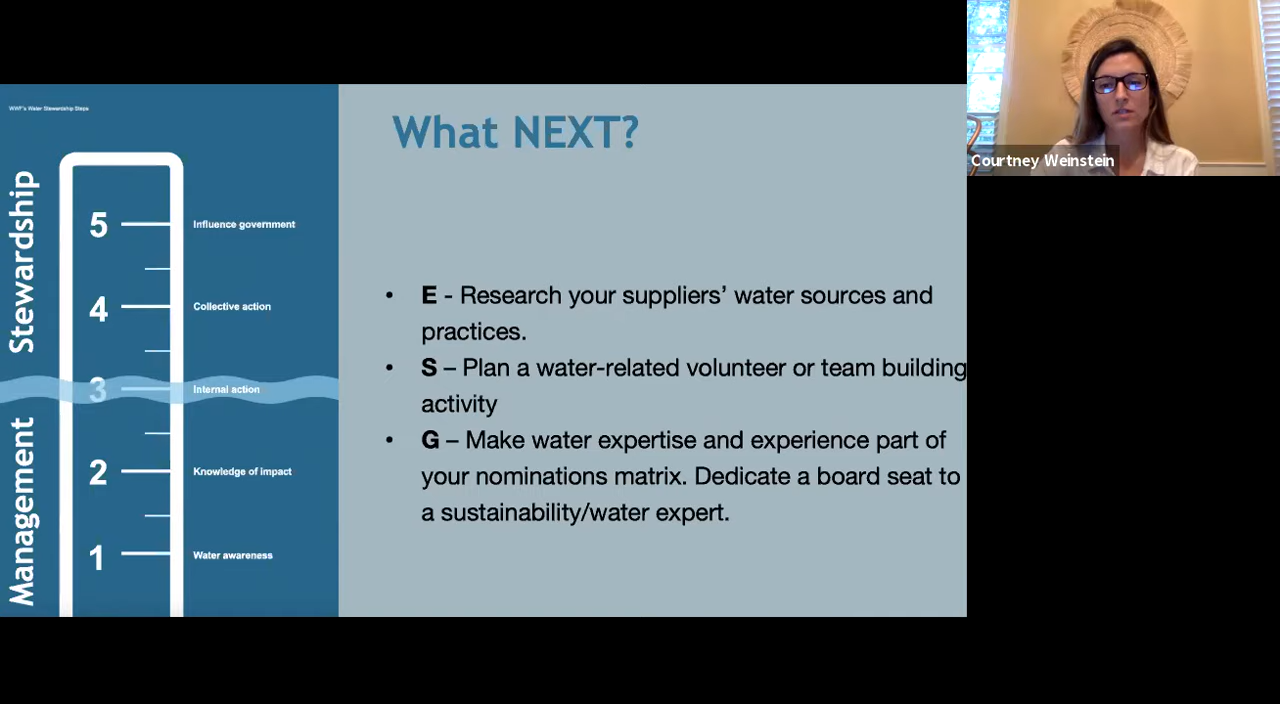 WWF's Water Stewardship Steps
Stewardship
Management
5 Influence government
4 Collective action
3 Internal action
2 Knowledge of impact
1 Water awareness
What NEXT?
• E - Research your suppliers’ water sources and
practices.
• S – Plan a water-related volunteer or team building
activity
• G – Make water expertise and experience part of
your nominations matrix. Dedicate a board seat to
a sustainability/water expert.
Courtney Weinstein